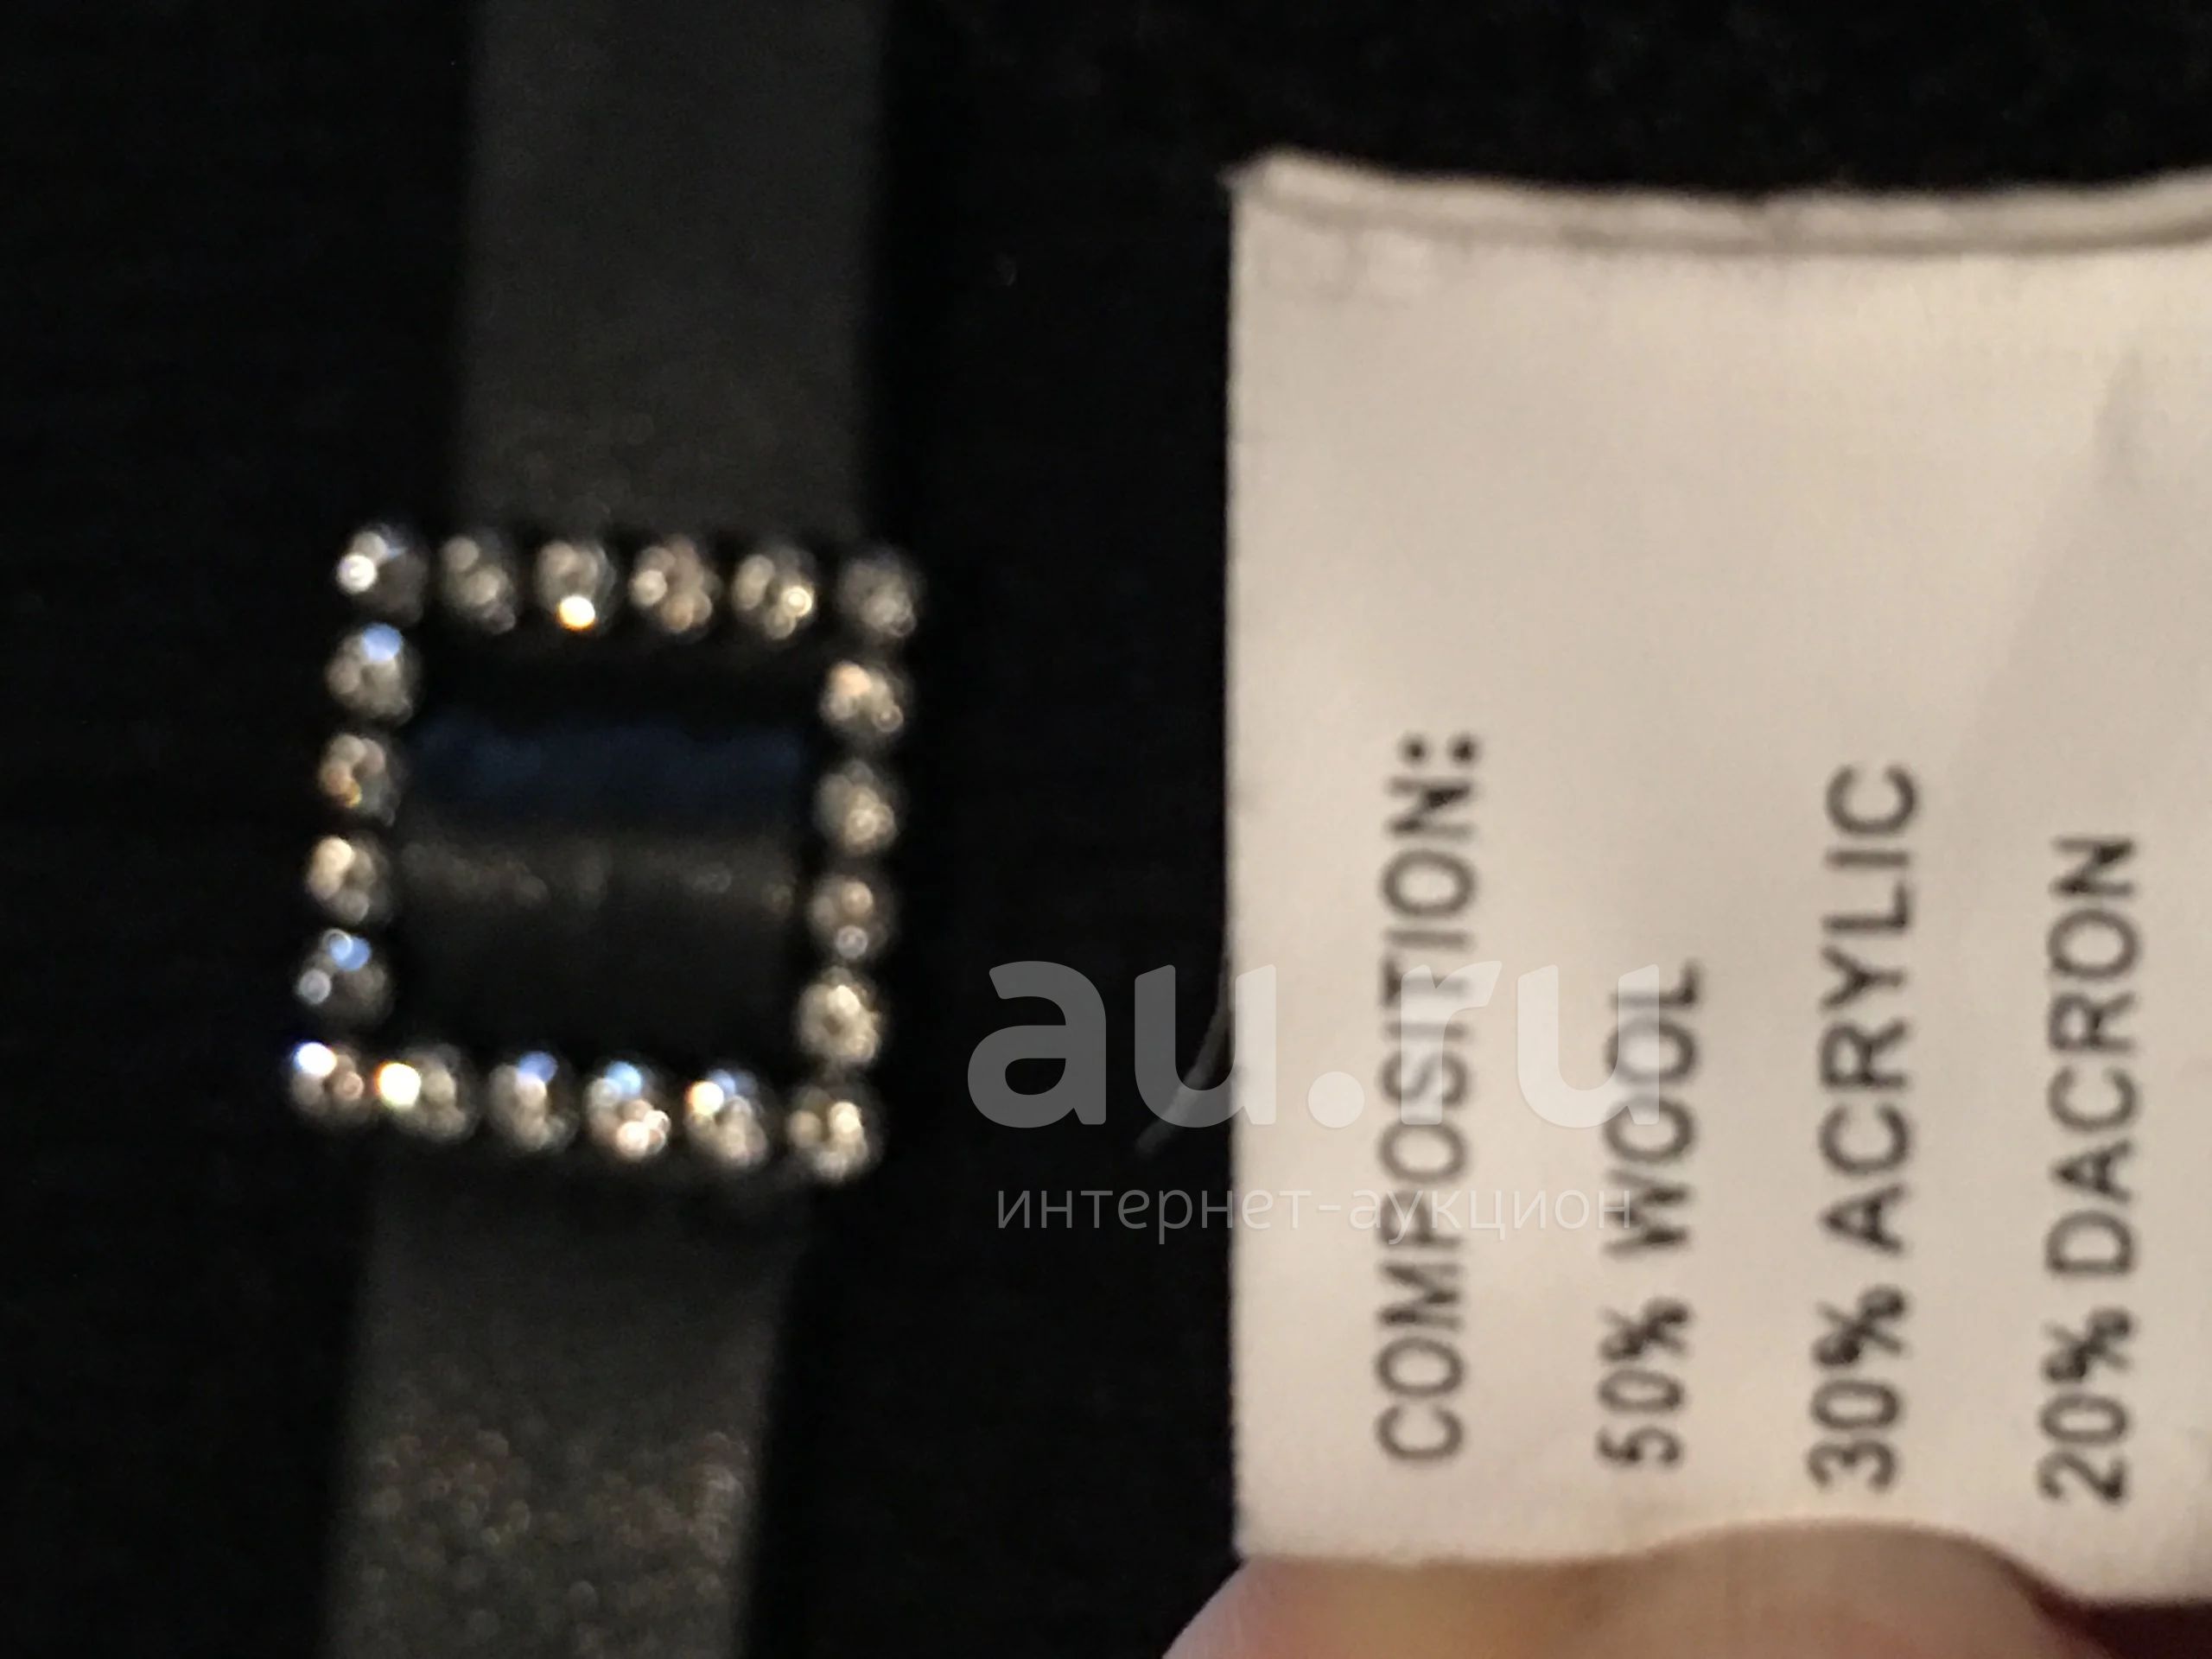 COMPOSITION:
50% WOOL
30% ACRYLIC
20% DACRON
au.ru
интернет-аукцион